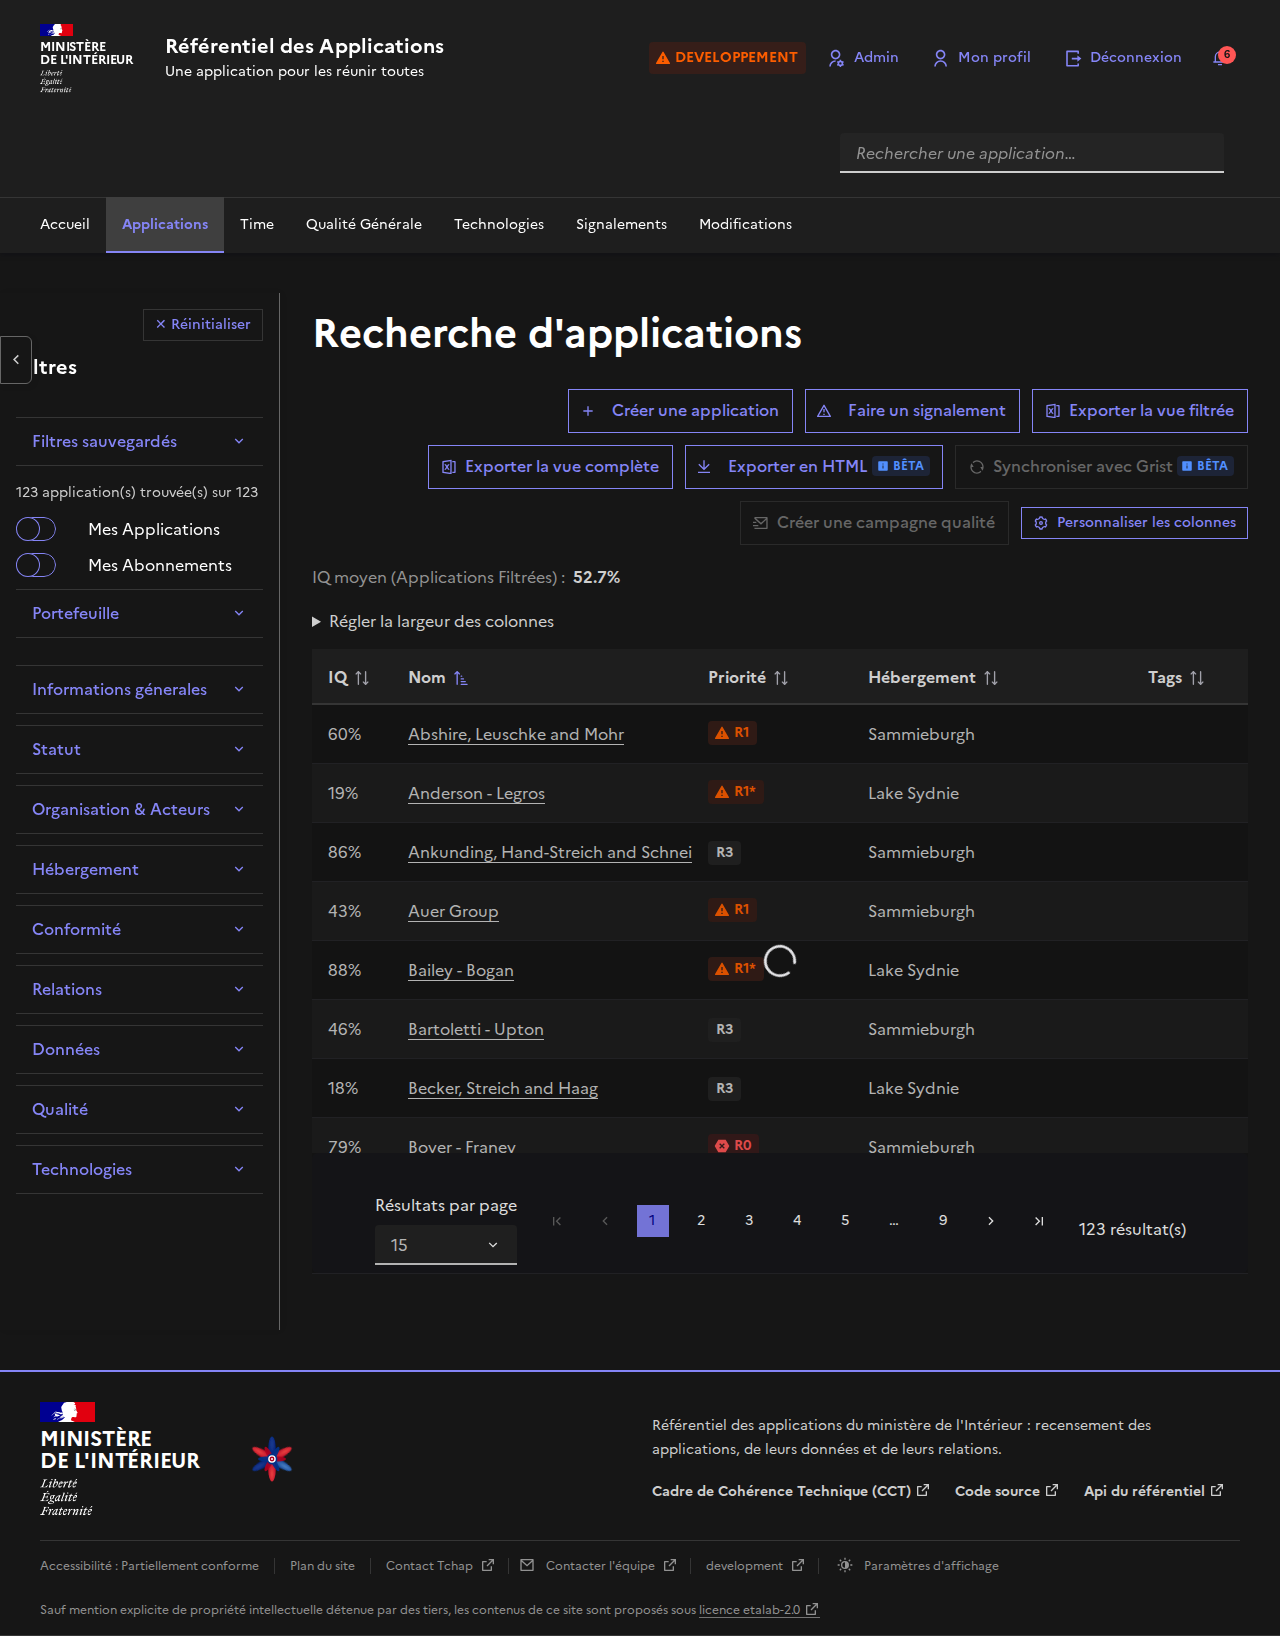 MINISTÈRE
DE L'INTÉRIEUR
Liberté
Égalité
Fraternité
Référentiel des Applications
Une application pour les réunir toutes
DEVELOPPEMENT
Admin
Mon profil
Déconnexion
6
Rechercher une application…
Accueil
Applications
Time
Qualité Générale
Technologies
Signalements
Modifications
Réinitialiser
ltres
Filtres sauvegardés
123 application(s) trouvée(s) sur 123
Mes Applications
Mes Abonnements
Portefeuille
Informations génerales
Statut
Organisation & Acteurs
Hébergement
Conformité
Relations
Données
Qualité
Technologies
Recherche d'applications
Créer une application
Faire un signalement
Exporter la vue filtrée
Exporter la vue complète
Exporter en HTML BÊTA
Synchroniser avec Grist BÊTA
Créer une campagne qualité
Personnaliser les colonnes
IQ moyen (Applications Filtrées) : 52.7%
Régler la largeur des colonnes
IQ Nom Priorité Hébergement Tags
60% Abshire, Leuschke and Mohr R1 Sammieburgh
19% Anderson - Legros R1* Lake Sydnie
86% Ankunding, Hand-Streich and Schnei R3 Sammieburgh
43% Auer Group R1 Sammieburgh
88% Bailey - Bogan R1* Lake Sydnie
46% Bartoletti - Upton R3 Sammieburgh
18% Becker, Streich and Haag R3 Lake Sydnie
79% Boyer - Franey R0 Sammieburgh
Résultats par page
15
1 2 3 4 5 … 9
123 résultat(s)
MINISTÈRE
DE L'INTÉRIEUR
Liberté
Égalité
Fraternité
Référentiel des applications du ministère de l'Intérieur : recensement des
applications, de leurs données et de leurs relations.
Cadre de Cohérence Technique (CCT)
Code source
Api du référentiel
Accessibilité : Partiellement conforme
Plan du site
Contact Tchap
Contacter l'équipe
development
Paramètres d'affichage
Sauf mention explicite de propriété intellectuelle détenue par des tiers, les contenus de ce site sont proposés sous licence etalab-2.0